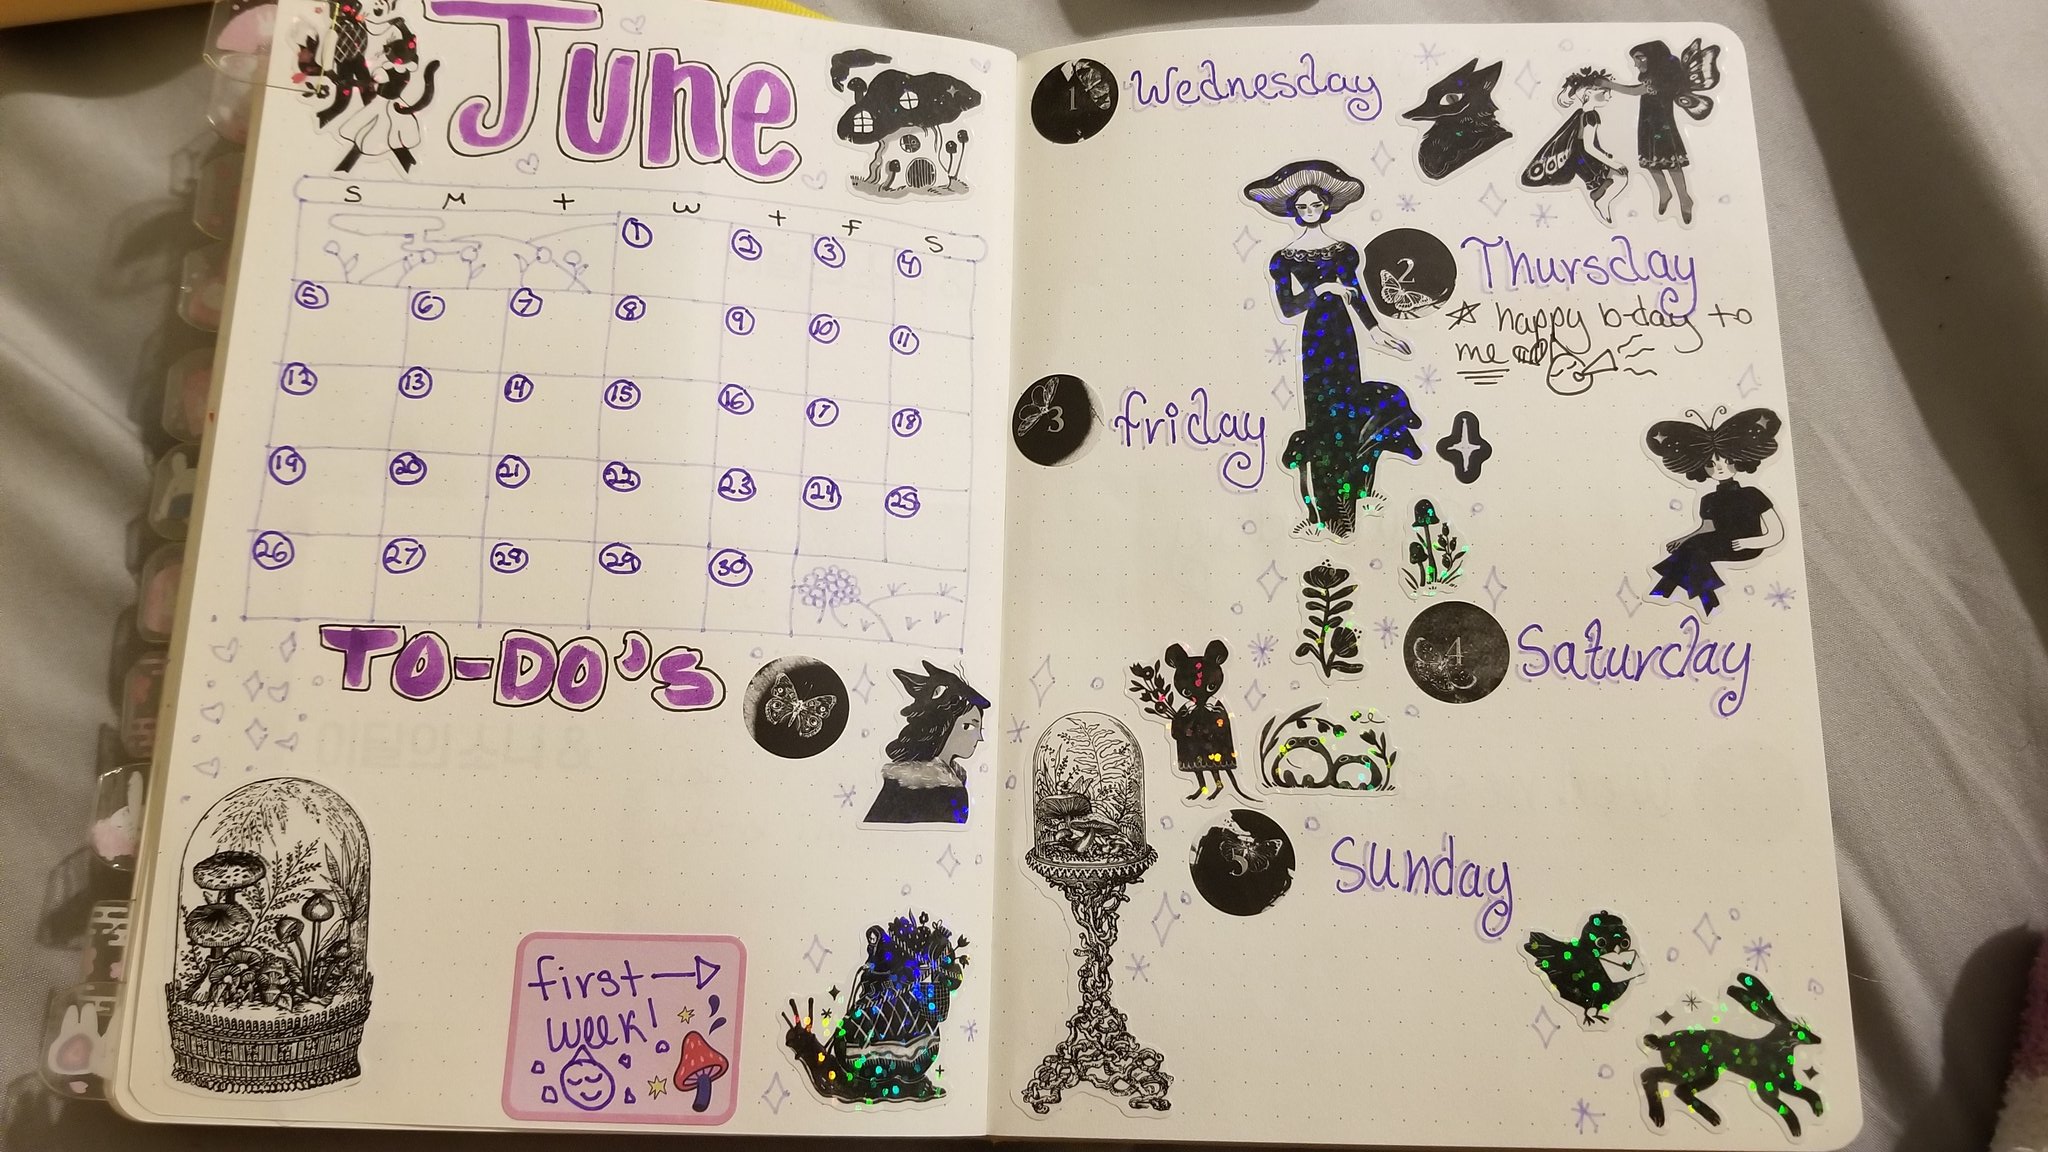 June
S M T W T F S
1 2 3 4
5 6 7 8 9 10 11
12 13 14 15 16 17 18
19 20 21 22 23 24 25
26 27 28 29 30
TO-DO's
first
week!
1 Wednesday
2 Thursday
☆ happy b-day to
me
3 friday
4 Saturday
5 Sunday